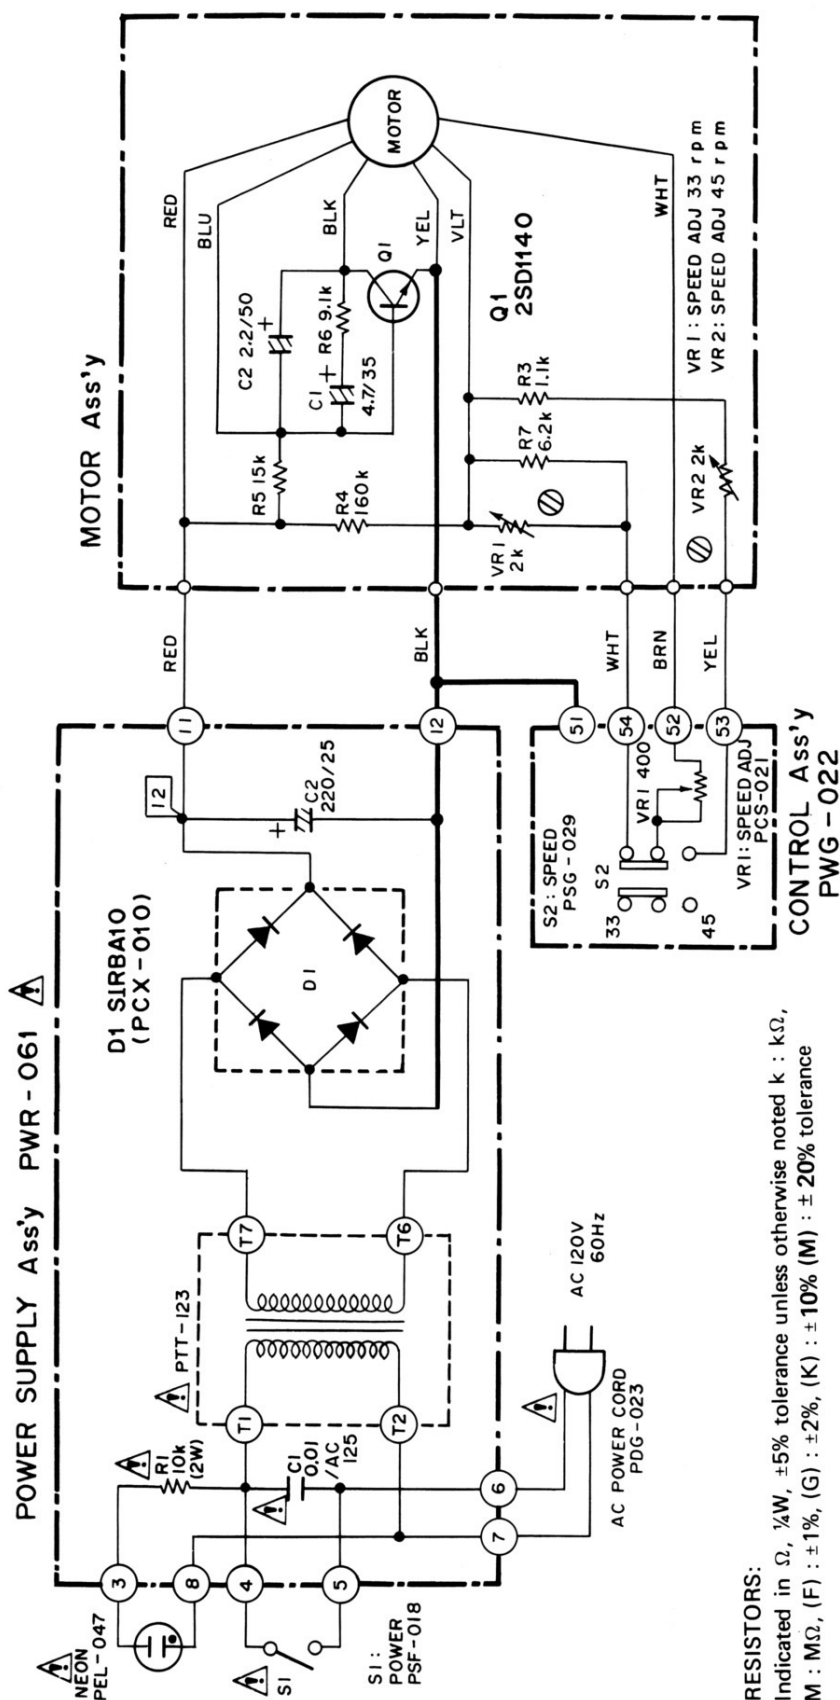 POWER SUPPLY Ass'y PWR-061
NEON
PEL-047
3
8
4
5
S1
S1:
POWER
PSF-018
R1
10k
(2W)
C1
0.01
/AC
125
6
7
T1
T2
PTT-123
T7
T6
AC 120V
60Hz
AC POWER CORD
PDG-023
D1 SIRBA10
(PCX-010)
D1
12
C2
220/25
11
12
RED
BLK
WHT
BRN
YEL
S2: SPEED
PSG-029
33
45
S2
VR1 400
VR1: SPEED ADJ
PCS-021
51
54
52
53
CONTROL Ass'y
PWG-022
MOTOR Ass'y
R5 15k
R4
160k
C2 2.2/50
C1
4.7/35
R6 9.1k
Q1
RED
BLU
BLK
YEL
VLT
WHT
MOTOR
Q1
2SD1140
VR1
2k
R7
6.2k
R3
1.1k
VR2 2k
VR1: SPEED ADJ 33 rpm
VR2: SPEED ADJ 45 rpm
RESISTORS:
Indicated in Ω, ¼W, ±5% tolerance unless otherwise noted k : kΩ,
M : MΩ, (F) : ±1%, (G) : ±2%, (K) : ±10% (M) : ± 20% tolerance